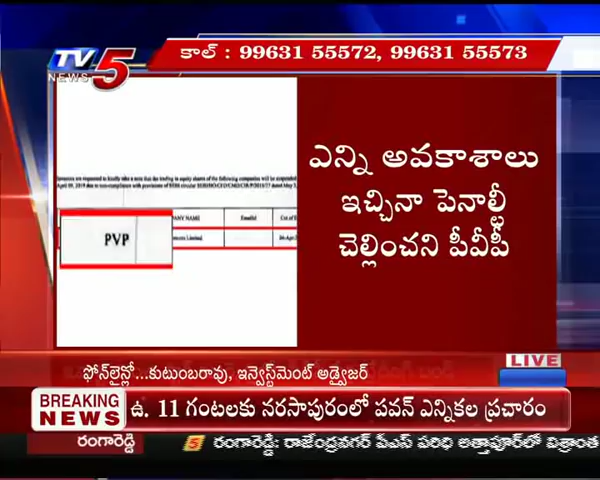 కాల్ : 99631 55572, 99631 55573
TV5
NEWS
ఎన్ని అవకాశాలు
ఇచ్చినా పెనాల్టీ
చెల్లించని పీవీపీ
PVP
LIVE
ఫోన్‌లైన్లో...కుటుంబరావు, ఇన్వెస్ట్‌మెంట్ అడ్వైజర్
BREAKING
NEWS
ఉ. 11 గంటలకు నరసాపురంలో పవన్ ఎన్నికల ప్రచారం
రంగారెడ్డి
5 రంగారెడ్డి: రాజేంద్రనగర్ పీఎస్ పరిధి అత్తాపూర్‌లో విశ్రాంత